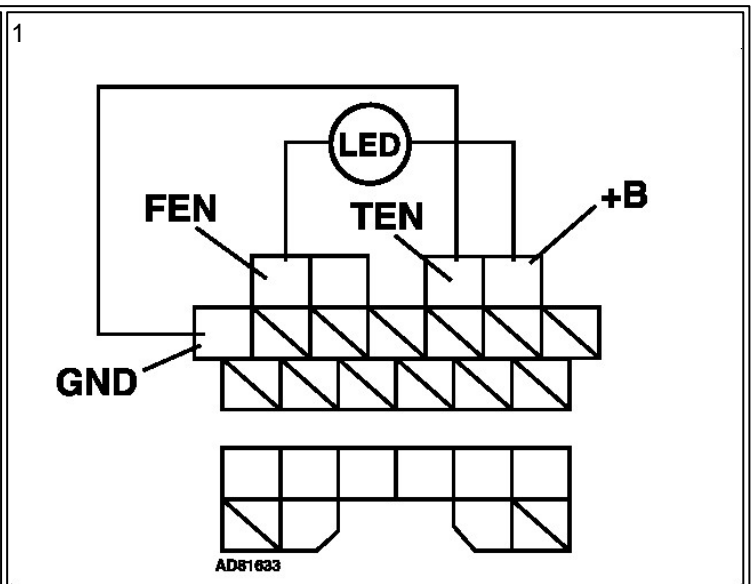 1
LED
FEN
TEN
+B
GND
AD81633